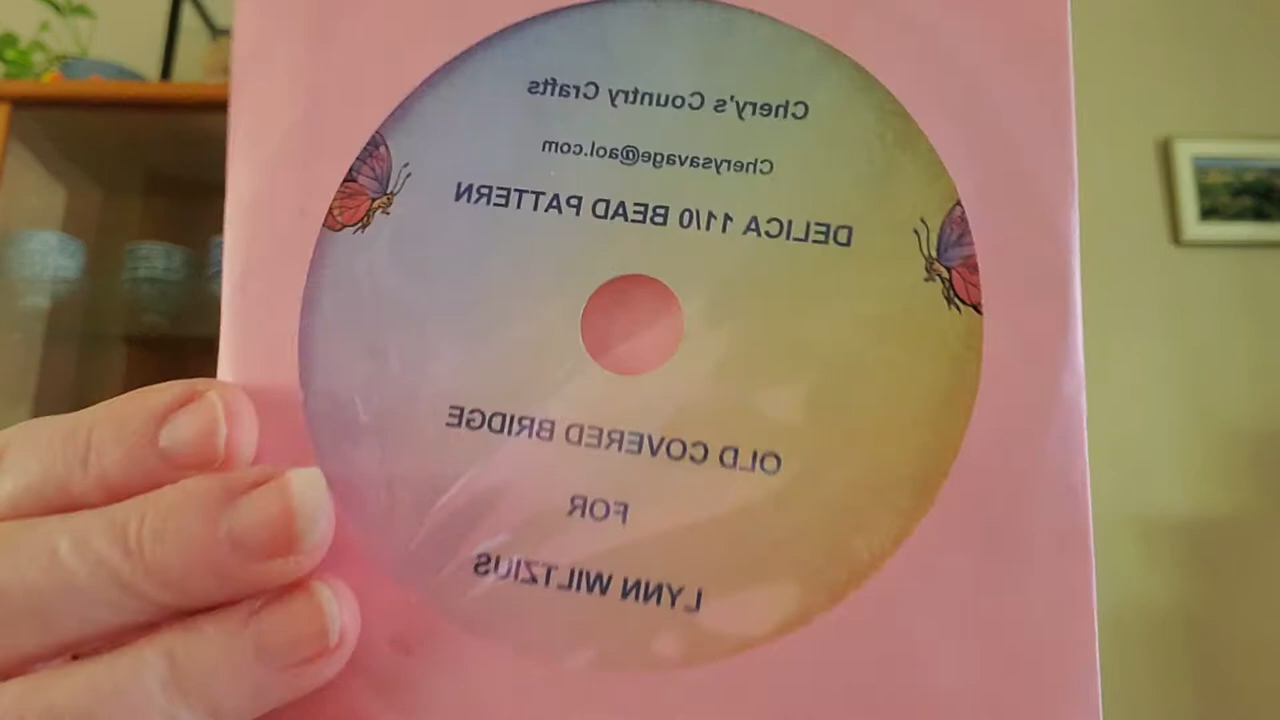 Chery's Country Crafts
Cherysavage@aol.com
DELICA 11/0 BEAD PATTERN
OLD COVERED BRIDGE
FOR
LYNN WILTZIUS